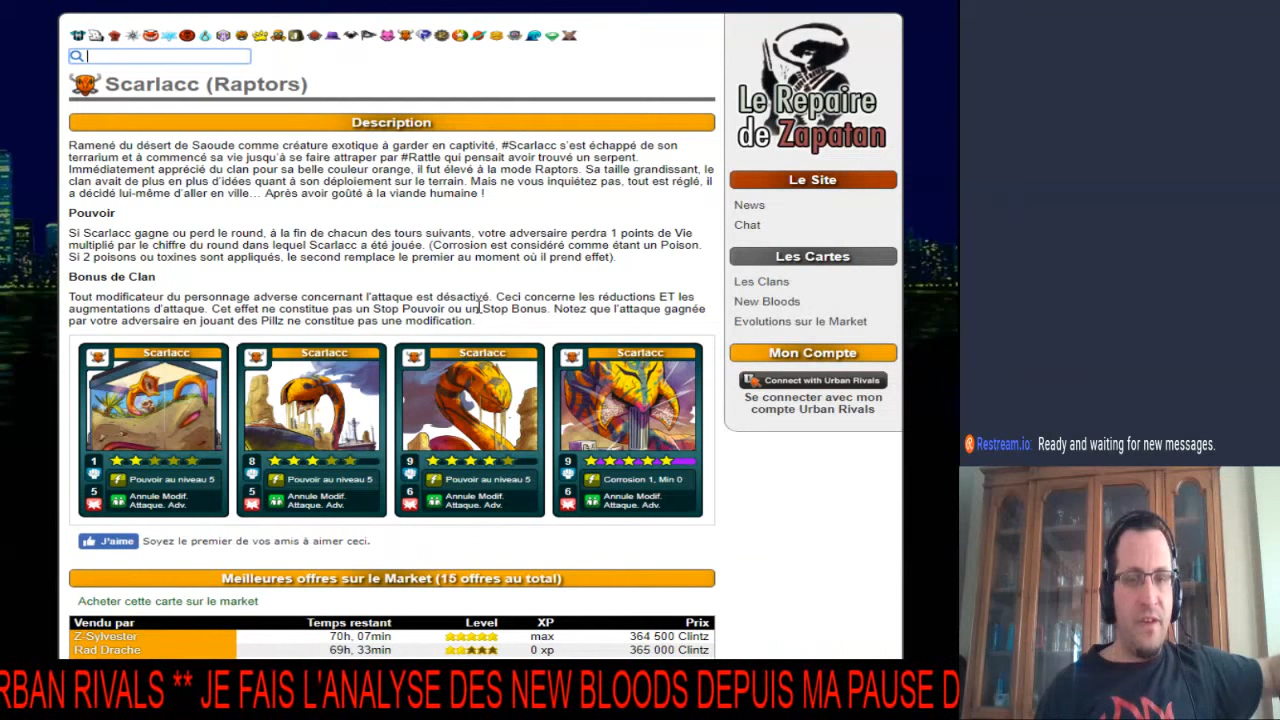 Scarlacc (Raptors)
Description
Ramené du désert de Saoude comme créature exotique à garder en captivité, #Scarlacc s'est échappé de son
terrarium et à commencé sa vie jusqu'à se faire attraper par #Rattle qui pensait avoir trouvé un serpent.
Immédiatement apprécié du clan pour sa belle couleur orange, il fut élevé à la mode Raptors. Sa taille grandissant, le
clan avait de plus en plus d'idées quant à son déploiement sur le terrain. Mais ne vous inquiétez pas, tout est réglé, il
a décidé lui-même d'aller en ville... Après avoir goûté à la viande humaine !
Pouvoir
Si Scarlacc gagne ou perd le round, à la fin de chacun des tours suivants, votre adversaire perdra 1 points de Vie
multiplié par le chiffre du round dans lequel Scarlacc a été jouée. (Corrosion est considéré comme étant un Poison.
Si 2 poisons ou toxines sont appliqués, le second remplace le premier au moment où il prend effet).
Bonus de Clan
Tout modificateur du personnage adverse concernant l'attaque est désactivé. Ceci concerne les réductions ET les
augmentations d'attaque. Cet effet ne constitue pas un Stop Pouvoir ou un Stop Bonus. Notez que l'attaque gagnée
par votre adversaire en jouant des Pillz ne constitue pas une modification.
Scarlacc
1
5
Pouvoir au niveau 5
Annule Modif.
Attaque. Adv.
Scarlacc
8
5
Pouvoir au niveau 5
Annule Modif.
Attaque. Adv.
Scarlacc
9
6
Pouvoir au niveau 5
Annule Modif.
Attaque. Adv.
Scarlacc
9
6
Corrosion 1, Min 0
Annule Modif.
Attaque. Adv.
J'aime Soyez le premier de vos amis à aimer ceci.
Meilleures offres sur le Market (15 offres au total)
Acheter cette carte sur le market
Vendu par Temps restant Level XP Prix
Z-Sylvester 70h, 07min max 364 500 Clintz
Rad Drache 69h, 33min 0 xp 365 000 Clintz
Le Repaire
de Zapatan
Le Site
News
Chat
Les Cartes
Les Clans
New Bloods
Evolutions sur le Market
Mon Compte
Connect with Urban Rivals
Se connecter avec mon
compte Urban Rivals
Restream.io: Ready and waiting for new messages.
RBAN RIVALS ** JE FAIS L'ANALYSE DES NEW BLOODS DEPUIS MA PAUSE D